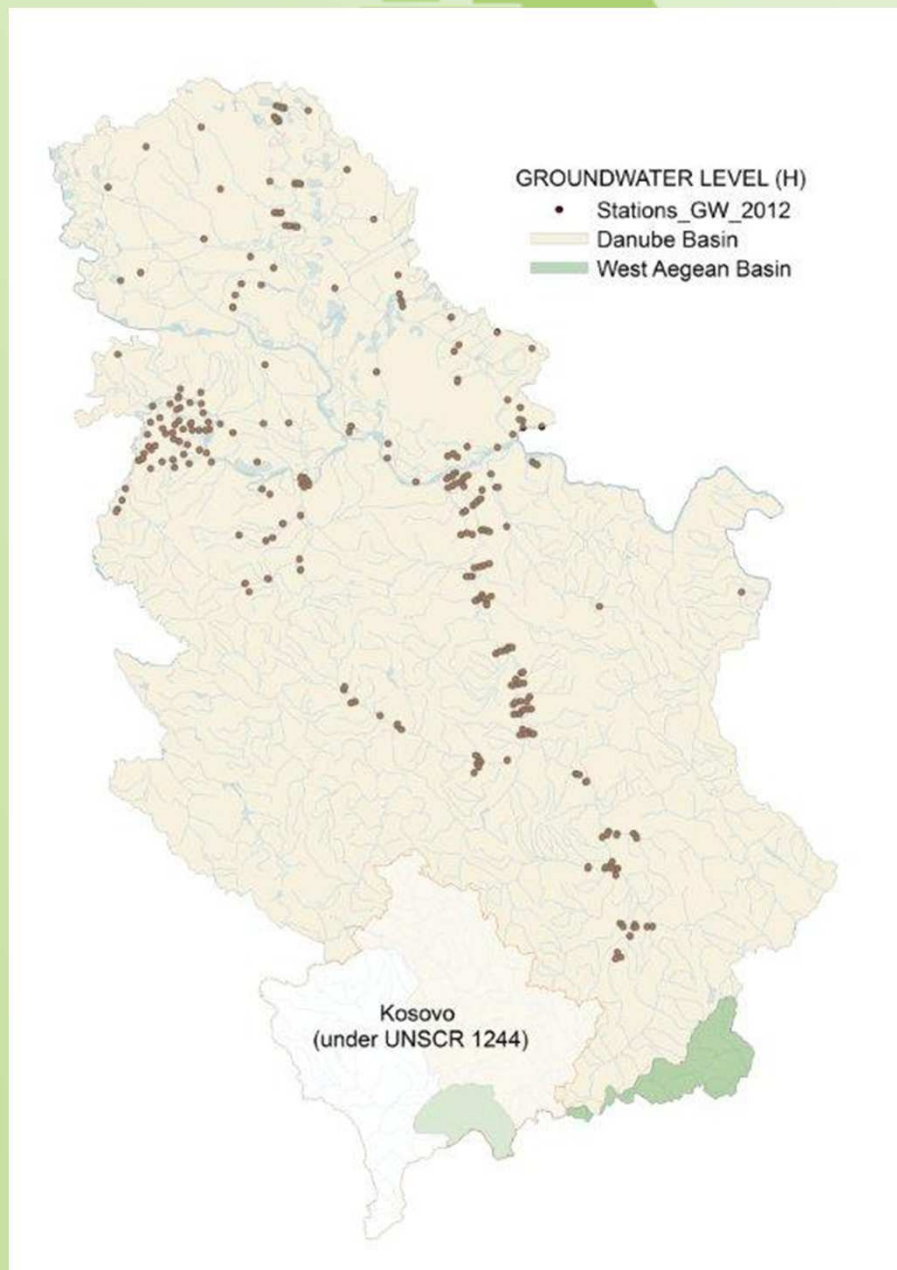 GROUNDWATER LEVEL (H)
Stations_GW_2012
Danube Basin
West Aegean Basin
Kosovo
(under UNSCR 1244)